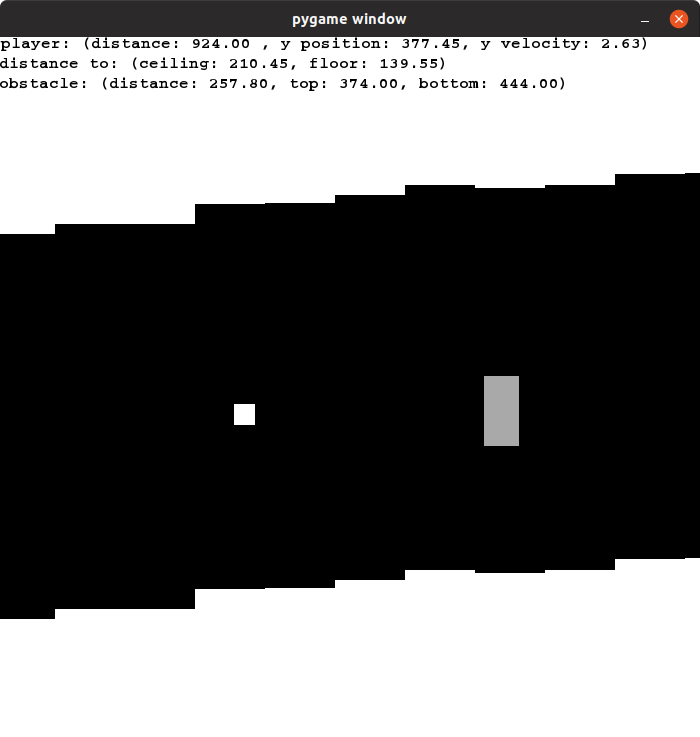 pygame window
player: (distance: 924.00 , y position: 377.45, y velocity: 2.63)
distance to: (ceiling: 210.45, floor: 139.55)
obstacle: (distance: 257.80, top: 374.00, bottom: 444.00)